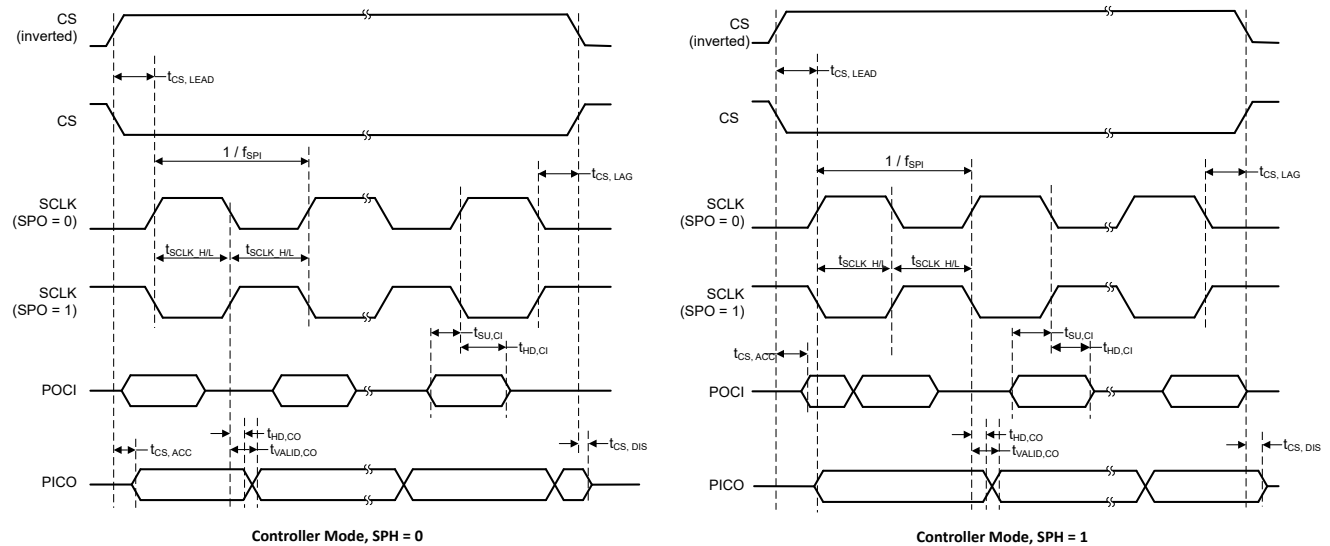 CS
(inverted)
tCS, LEAD
CS
1 / fSPI
tCS, LAG
SCLK
(SPO = 0)
tSCLK_H/L
tSCLK_H/L
SCLK
(SPO = 1)
tSU,CI
tHD,CI
POCI
tHD,CO
tVALID,CO
tCS, ACC
tCS, DIS
PICO
Controller Mode, SPH = 0
CS
(inverted)
tCS, LEAD
CS
1 / fSPI
tCS, LAG
SCLK
(SPO = 0)
tSCLK_H/L
tSCLK_H/L
SCLK
(SPO = 1)
tSU,CI
tHD,CI
tCS, ACC
POCI
tHD,CO
tVALID,CO
tCS, DIS
PICO
Controller Mode, SPH = 1